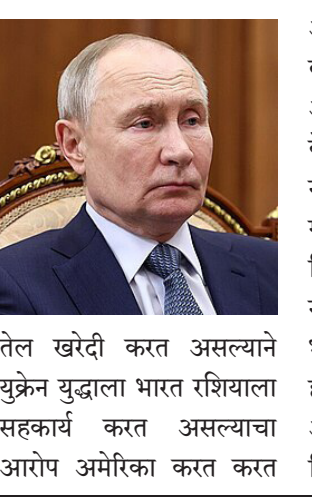 तेल खरेदी करत असल्याने
युक्रेन युद्धाला भारत रशियाला
सहकार्य करत असल्याचा
आरोप अमेरिका करत करत